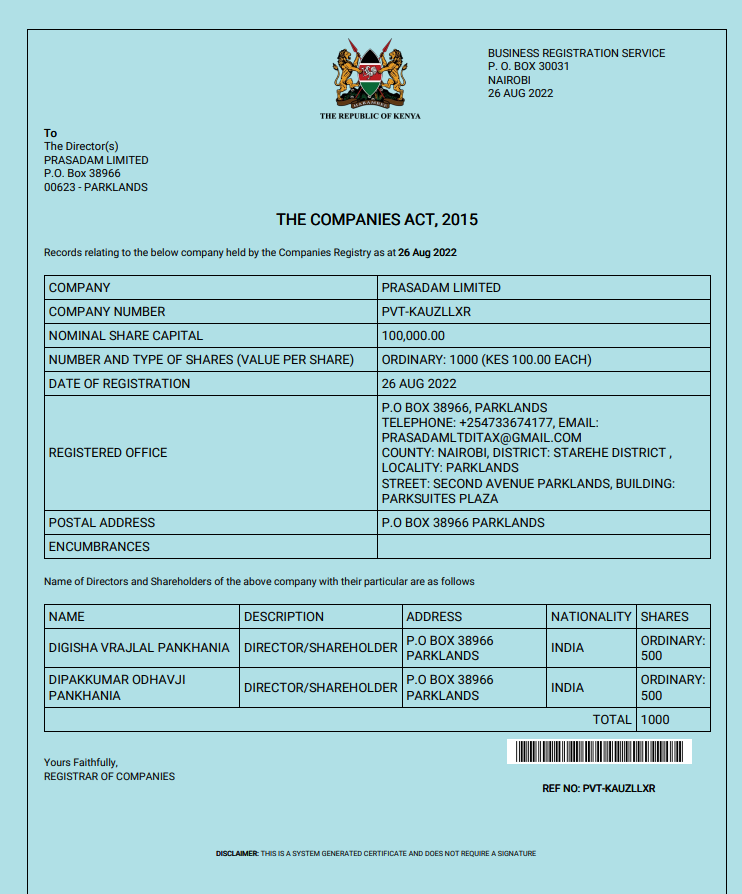 BUSINESS REGISTRATION SERVICE
P. O. BOX 30031
NAIROBI
26 AUG 2022
HARAMBEE
THE REPUBLIC OF KENYA
To
The Director(s)
PRASADAM LIMITED
P.O. Box 38966
00623 - PARKLANDS
THE COMPANIES ACT, 2015
Records relating to the below company held by the Companies Registry as at 26 Aug 2022
COMPANY PRASADAM LIMITED
COMPANY NUMBER PVT-KAUZLLXR
NOMINAL SHARE CAPITAL 100,000.00
NUMBER AND TYPE OF SHARES (VALUE PER SHARE) ORDINARY: 1000 (KES 100.00 EACH)
DATE OF REGISTRATION 26 AUG 2022
REGISTERED OFFICE
P.O BOX 38966, PARKLANDS
TELEPHONE: +254733674177, EMAIL:
PRASADAMLTDITAX@GMAIL.COM
COUNTY: NAIROBI, DISTRICT: STAREHE DISTRICT ,
LOCALITY: PARKLANDS
STREET: SECOND AVENUE PARKLANDS, BUILDING:
PARKSUITES PLAZA
POSTAL ADDRESS P.O BOX 38966 PARKLANDS
ENCUMBRANCES
Name of Directors and Shareholders of the above company with their particular are as follows
NAME DESCRIPTION ADDRESS NATIONALITY SHARES
DIGISHA VRAJLAL PANKHANIA DIRECTOR/SHAREHOLDER P.O BOX 38966 INDIA ORDINARY:
PARKLANDS 500
DIPAKKUMAR ODHAVJI DIRECTOR/SHAREHOLDER P.O BOX 38966 INDIA ORDINARY:
PANKHANIA PARKLANDS 500
TOTAL 1000
Yours Faithfully,
REGISTRAR OF COMPANIES
REF NO: PVT-KAUZLLXR
DISCLAIMER: THIS IS A SYSTEM GENERATED CERTIFICATE AND DOES NOT REQUIRE A SIGNATURE